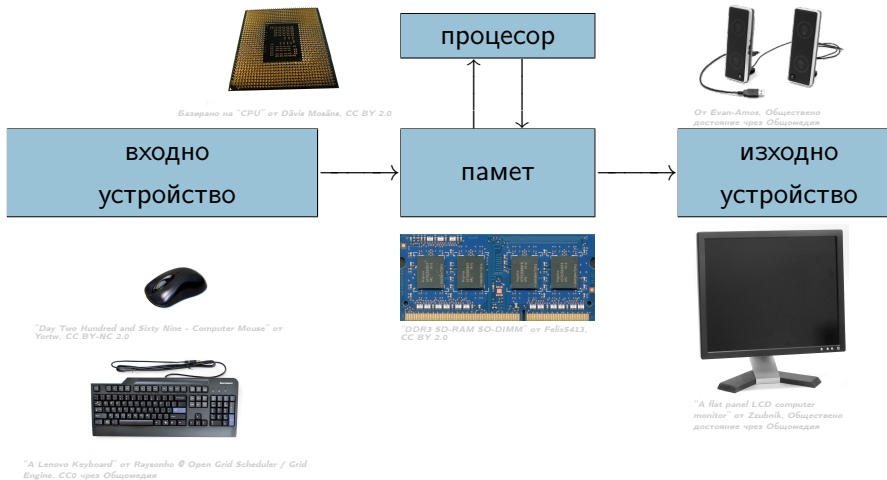 процесор
Базирано на "CPU" от Dāvis Mosāns, CC BY 2.0
От Evan-Amos, Обществено
достояние чрез Общомедия
входно
устройство
памет
изходно
устройство
"Day Two Hundred and Sixty Nine - Computer Mouse" от
Yortw, CC BY-NC 2.0
"DDR3 SD-RAM SO-DIMM" от FelixS413,
CC BY 2.0
"A flat panel LCD computer
monitor" от Zzubnik, Обществено
достояние чрез Общомедия
"A Lenovo Keyboard" от Raysonho @ Open Grid Scheduler / Grid
Engine, CC0 чрез Общомедия